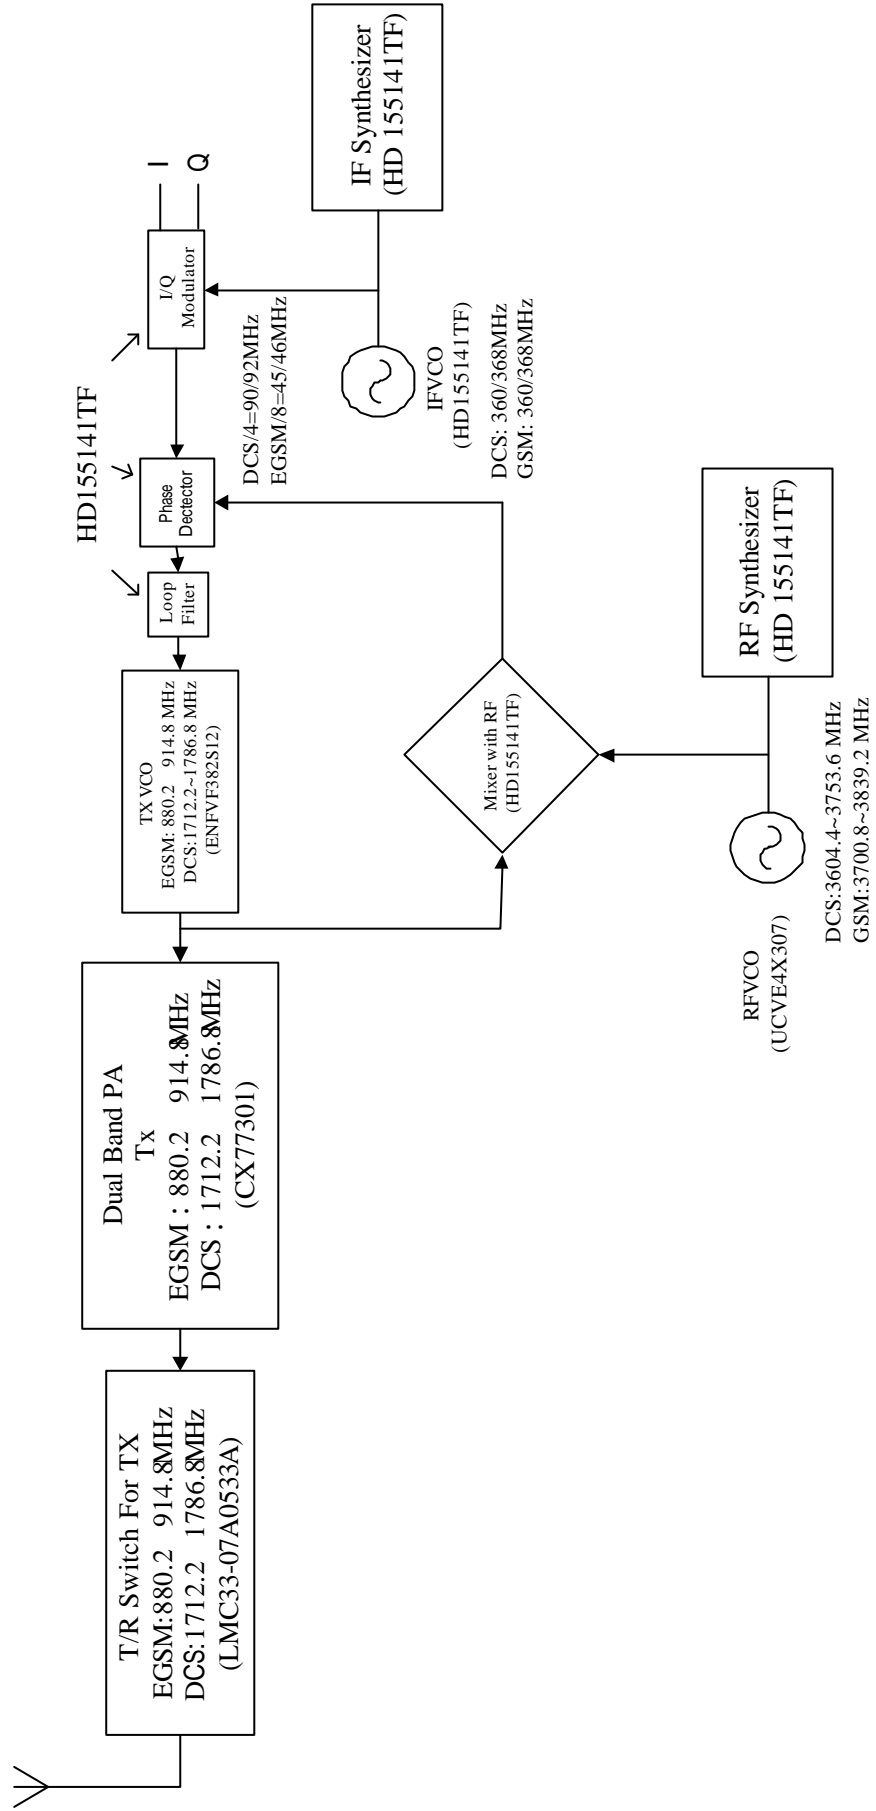 T/R Switch For TX
EGSM:880.2 914.8MHz
DCS:1712.2 1786.8MHz
(LMC33-07A0533A)
Dual Band PA
Tx
EGSM : 880.2 914.8MHz
DCS : 1712.2 1786.8MHz
(CX77301)
TX VCO
EGSM: 880.2 914.8 MHz
DCS:1712.2~1786.8 MHz
(ENFVF382S12)
Loop
Filter
Phase
Dectector
HD155141TF
I/Q
Modulator
I
Q
DCS/4=90/92MHz
EGSM/8=45/46MHz
IF Synthesizer
(HD 155141TF)
IFVCO
(HD155141TF)
DCS: 360/368MHz
GSM: 360/368MHz
Mixer with RF
(HD155141TF)
RF Synthesizer
(HD 155141TF)
RFVCO
(UCVE4X307)
DCS:3604.4~3753.6 MHz
GSM:3700.8~3839.2 MHz